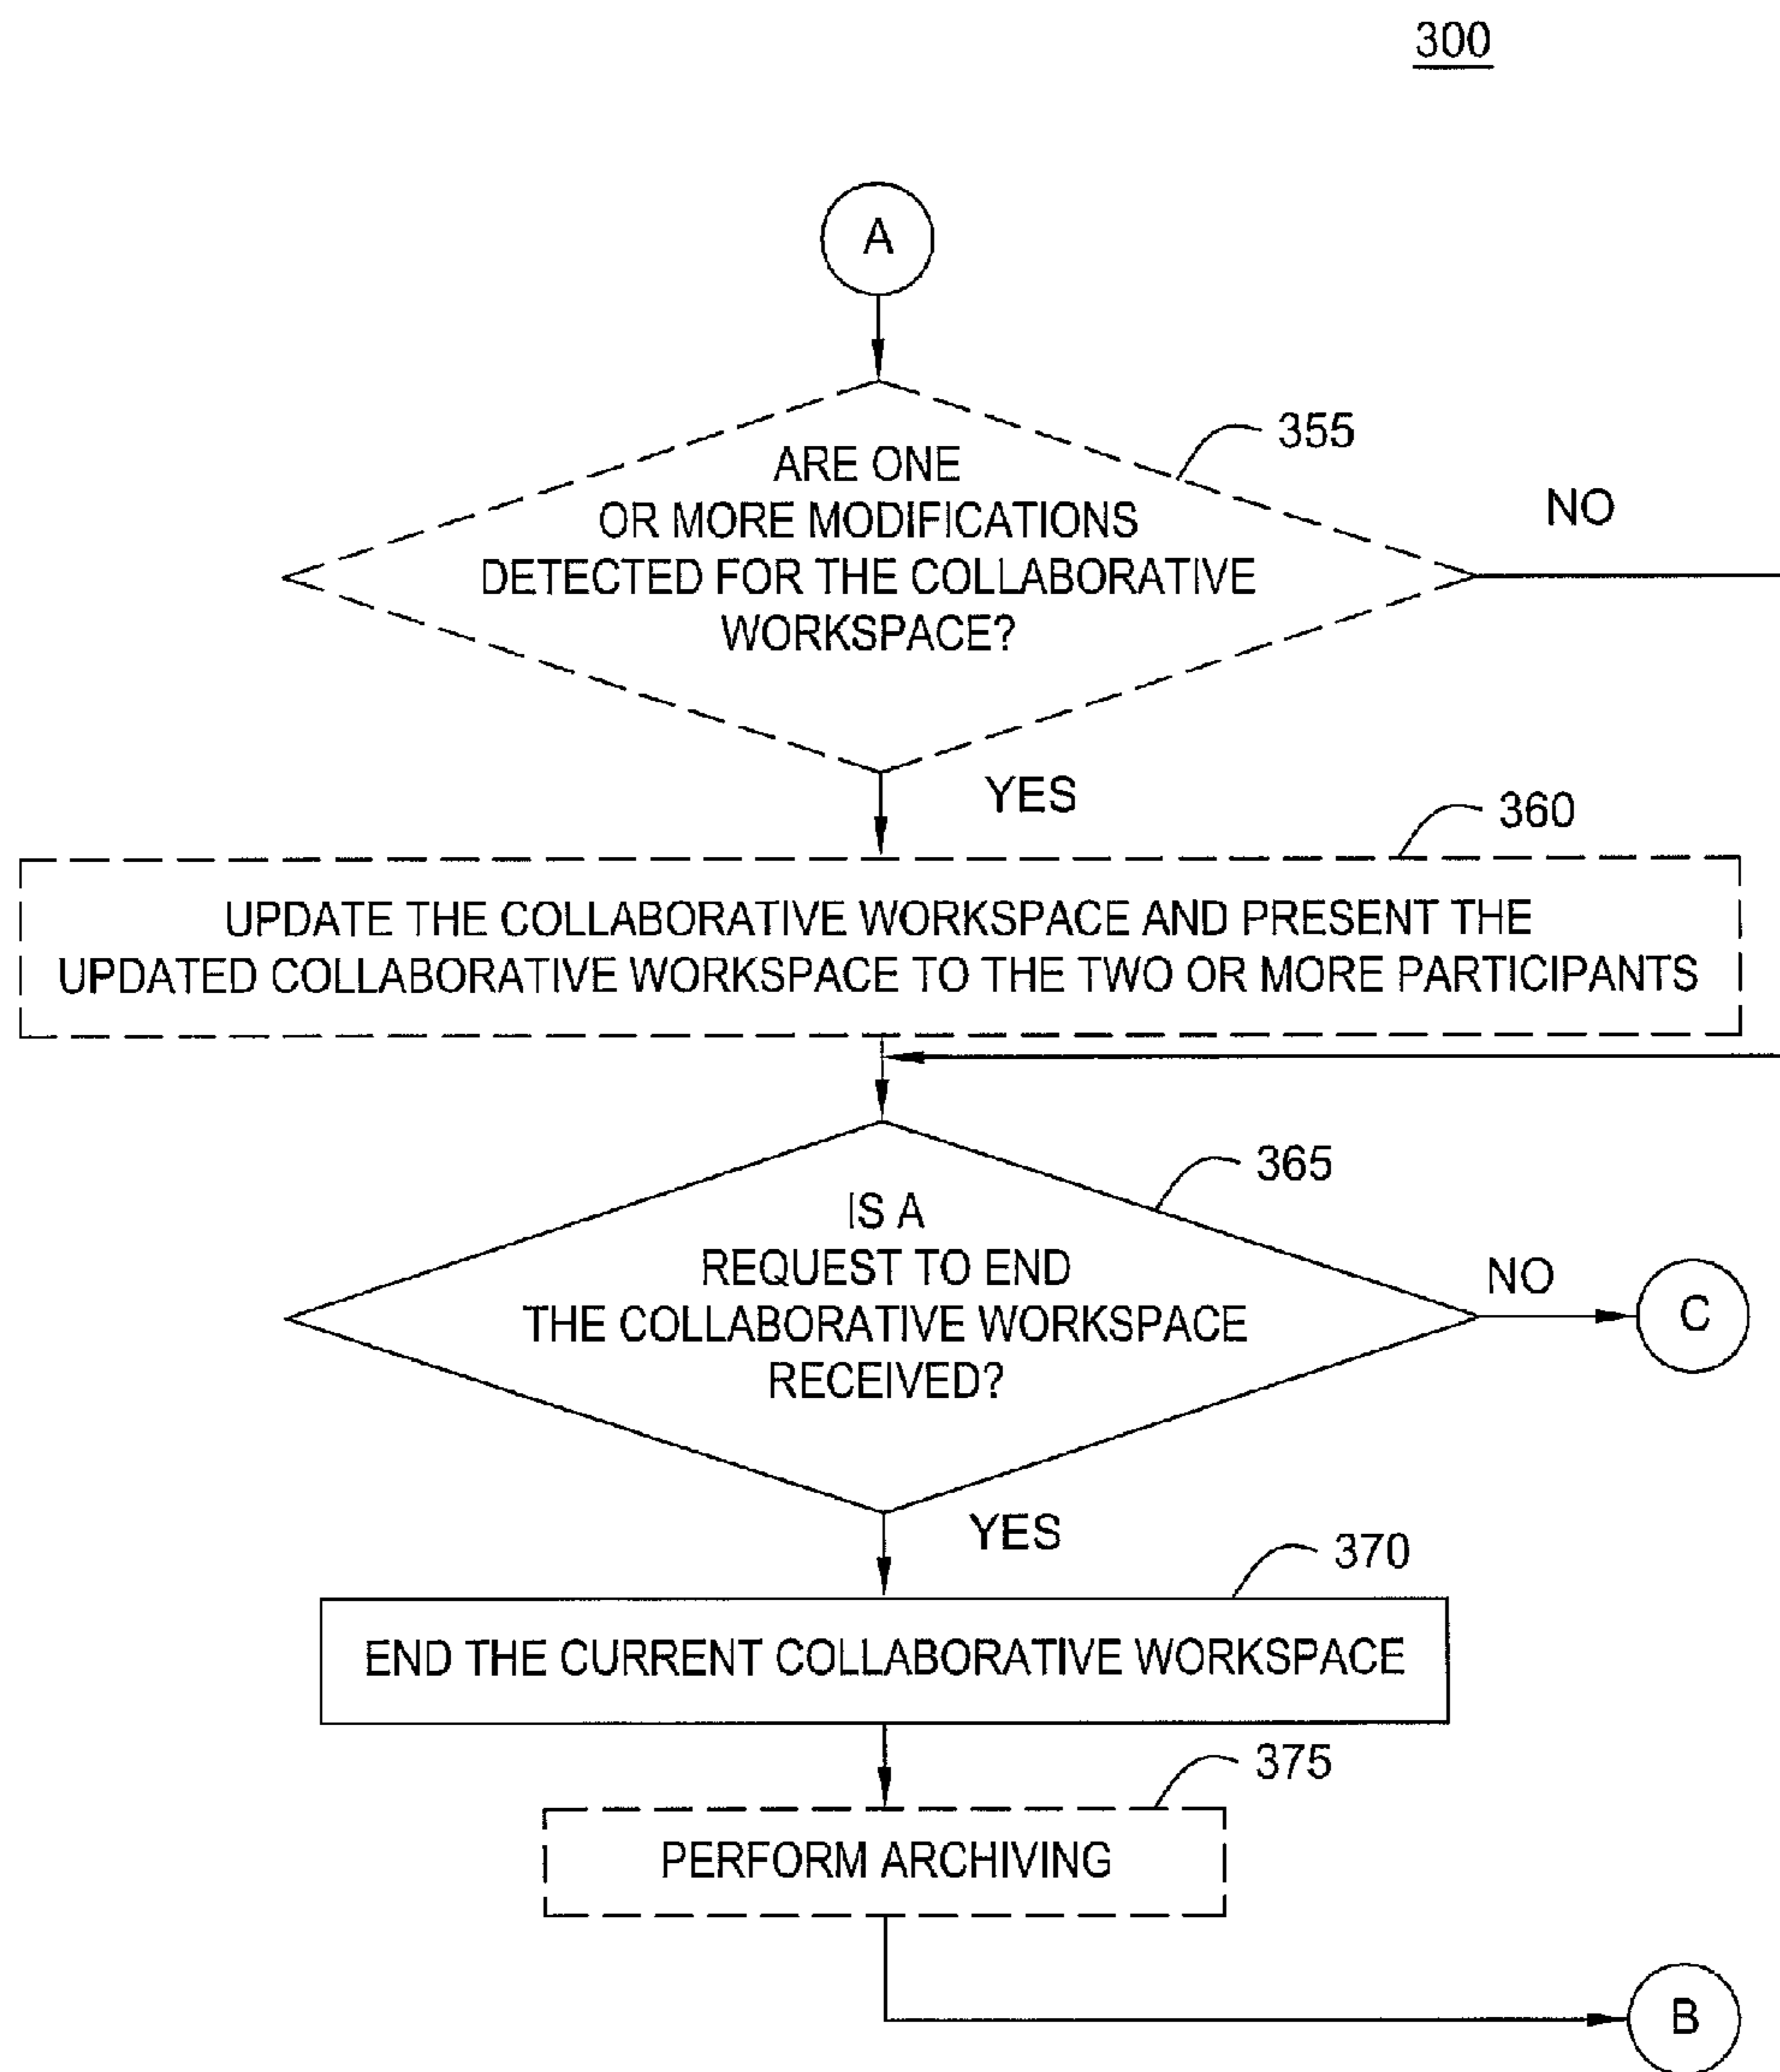 300
A
355
ARE ONE
OR MORE MODIFICATIONS
DETECTED FOR THE COLLABORATIVE
WORKSPACE?
NO
YES
360
UPDATE THE COLLABORATIVE WORKSPACE AND PRESENT THE
UPDATED COLLABORATIVE WORKSPACE TO THE TWO OR MORE PARTICIPANTS
365
IS A
REQUEST TO END
THE COLLABORATIVE WORKSPACE
RECEIVED?
NO
C
YES
370
END THE CURRENT COLLABORATIVE WORKSPACE
375
PERFORM ARCHIVING
B